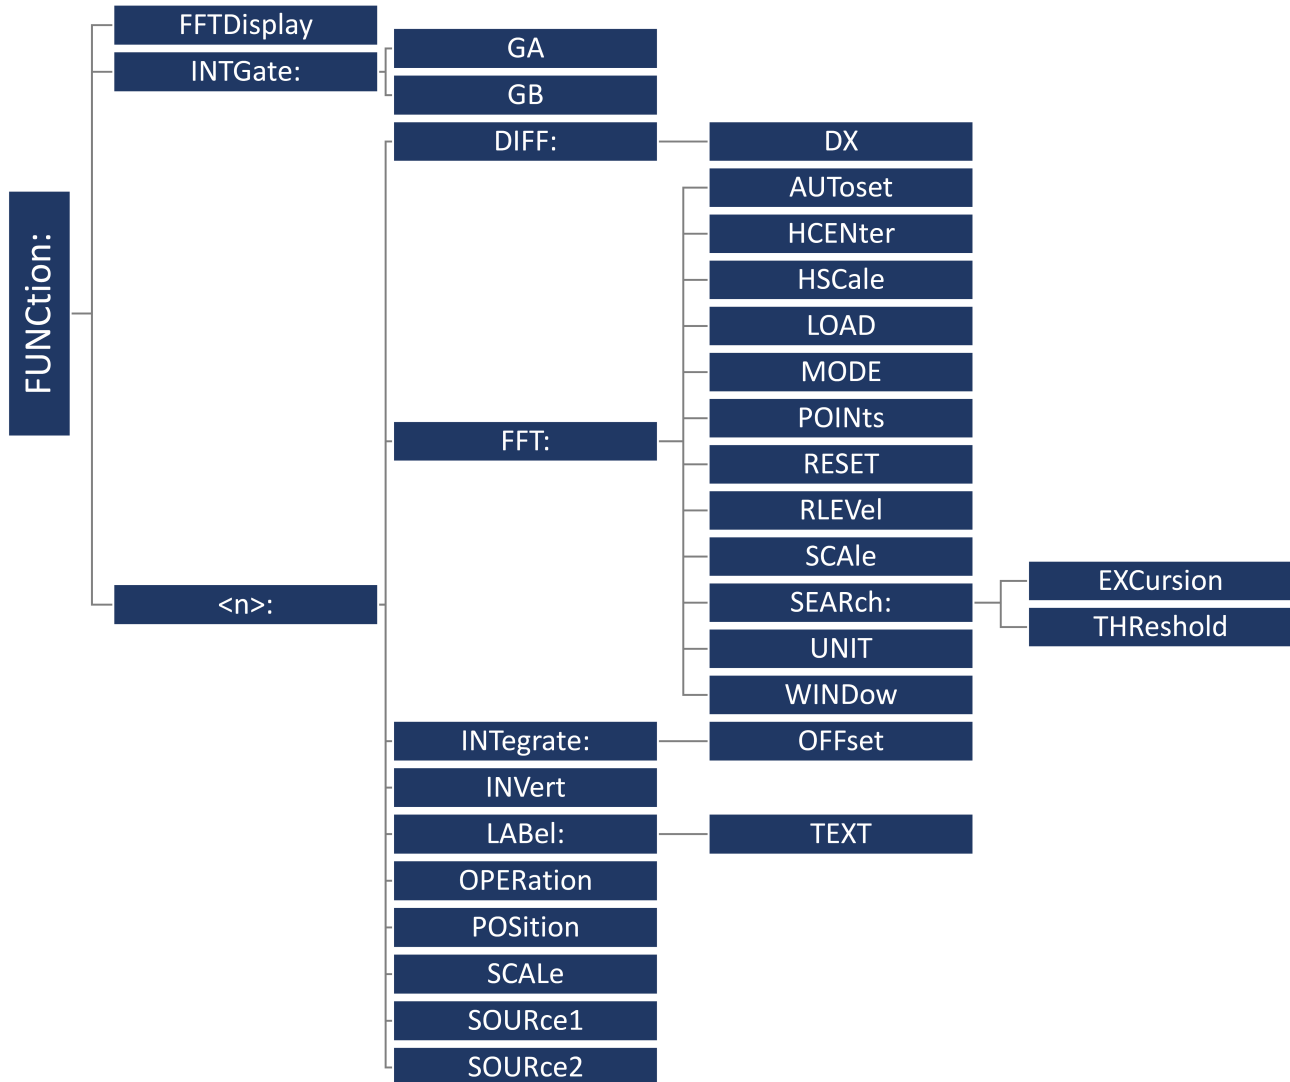 FUNCtion:
FFTDisplay
INTGate:
GA
GB
<n>:
DIFF:
DX
FFT:
AUToset
HCENter
HSCale
LOAD
MODE
POINts
RESET
RLEVel
SCAle
SEARch:
EXCursion
THReshold
UNIT
WINDow
INTegrate:
OFFset
INVert
LABel:
TEXT
OPERation
POSition
SCALe
SOURce1
SOURce2